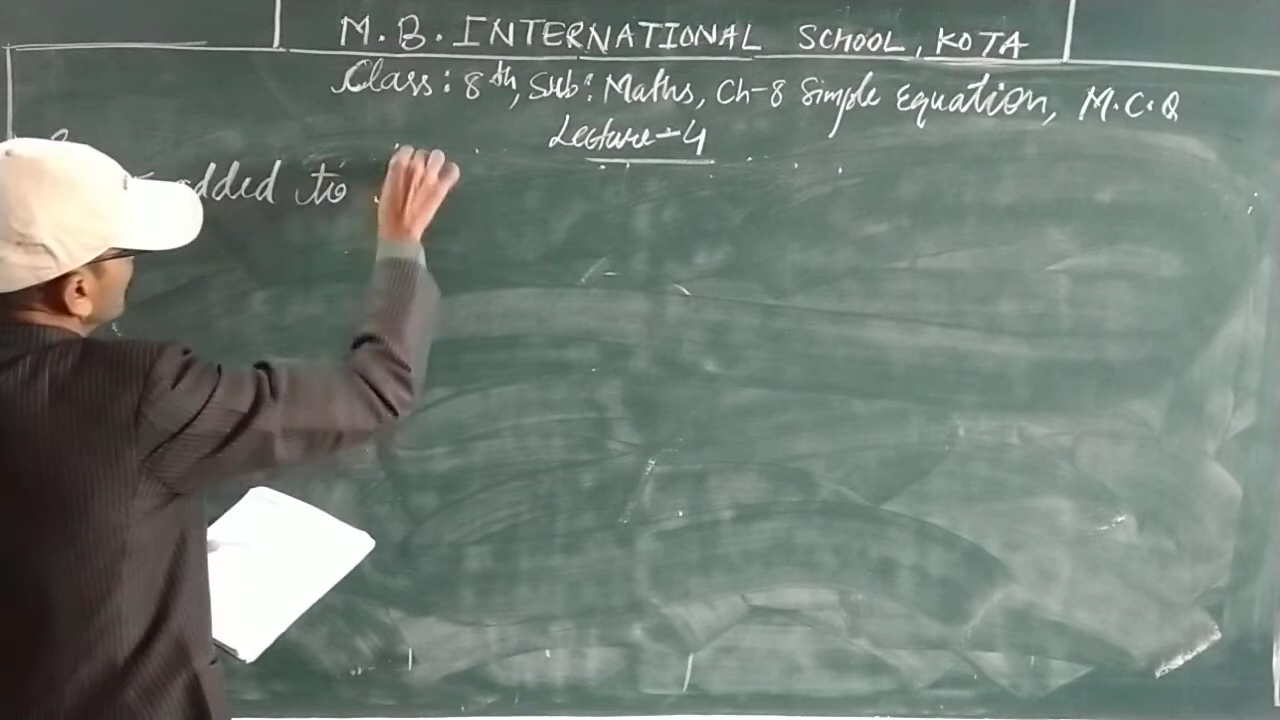 M.B. INTERNATIONAL SCHOOL, KOTA
Class: 8th, Sub: Maths, Ch-8 Simple Equation, M.C.Q
Lecture-4
added to